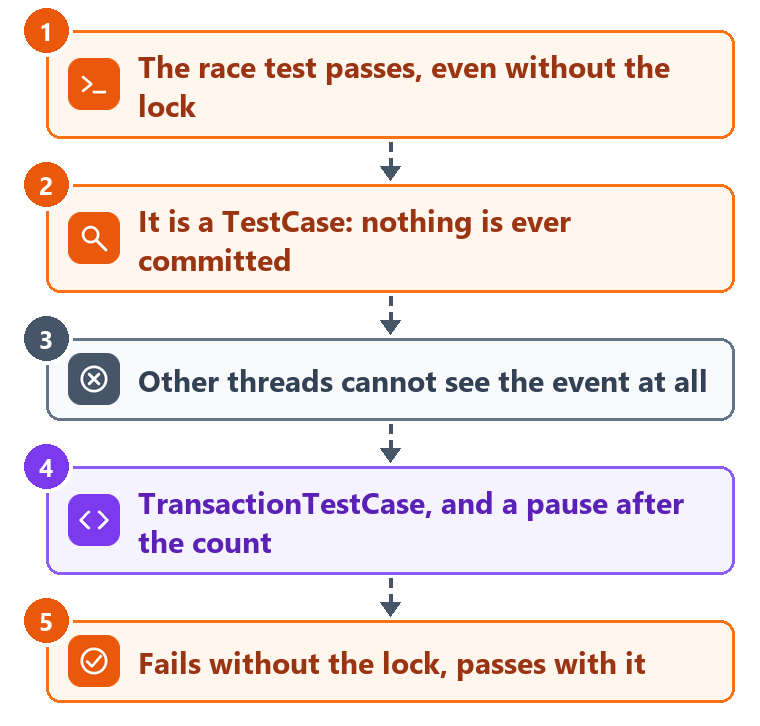 1
The race test passes, even without the
lock
2
It is a TestCase: nothing is ever
committed
3
Other threads cannot see the event at all
4
TransactionTestCase, and a pause after
the count
5
Fails without the lock, passes with it